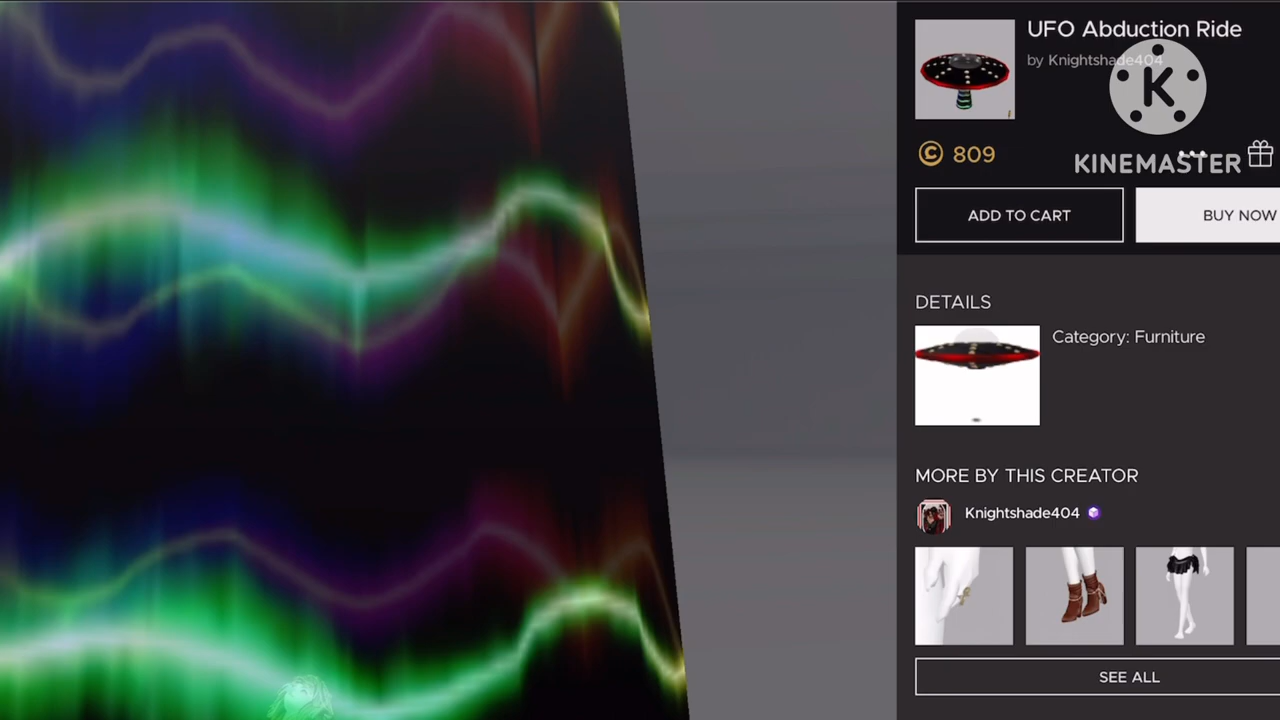 UFO Abduction Ride
by Knightshade404
K
KINEMASTER
© 809
ADD TO CART
BUY NOW
DETAILS
Category: Furniture
MORE BY THIS CREATOR
Knightshade404
SEE ALL